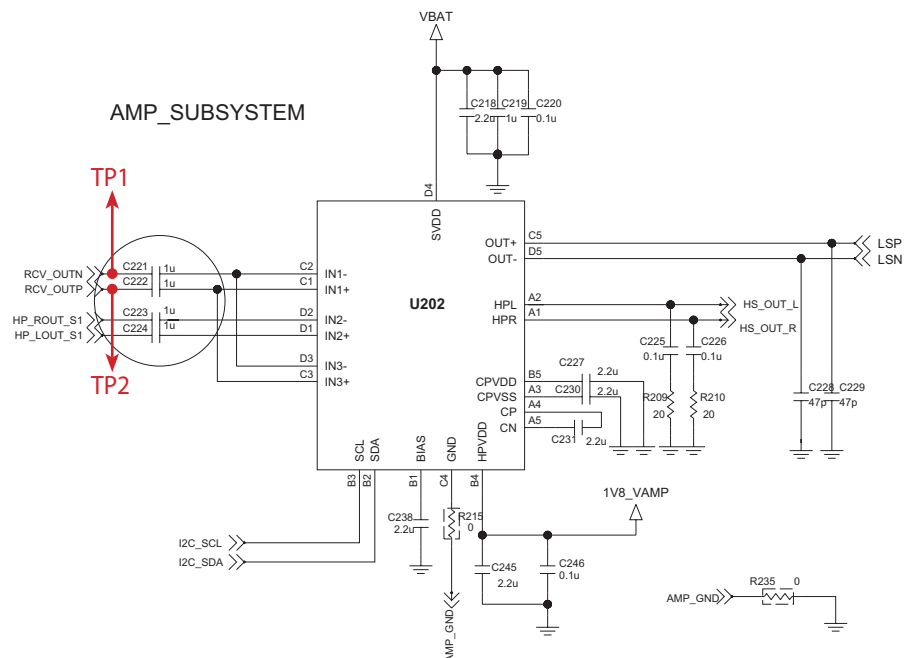 VBAT
AMP_SUBSYSTEM
C218
2.2u
C219
1u
C220
0.1u
TP1
D4
SVDD
RCV_OUTN
RCV_OUTP
C221
1u
C222
1u
C2
C1
IN1-
IN1+
HP_ROUT_S1
HP_LOUT_S1
C223
1u
C224
1u
D2
D1
IN2-
IN2+
TP2
D3
C3
IN3-
IN3+
U202
OUT+
OUT-
C5
D5
LSP
LSN
HPL
HPR
A2
A1
HS_OUT_L
HS_OUT_R
C225
0.1u
C226
0.1u
C227
2.2u
C230
2.2u
CPVDD
CPVSS
CP
CN
B5
A3
A4
A5
C231
2.2u
R209
20
R210
20
C228
47p
C229
47p
SCL
SDA
BIAS
GND
HPVDD
B3
B2
B1
C4
B4
1V8_VAMP
C238
2.2u
R215
0
I2C_SCL
I2C_SDA
C245
2.2u
C246
0.1u
AMP_GND
R235
0
AMP_GND